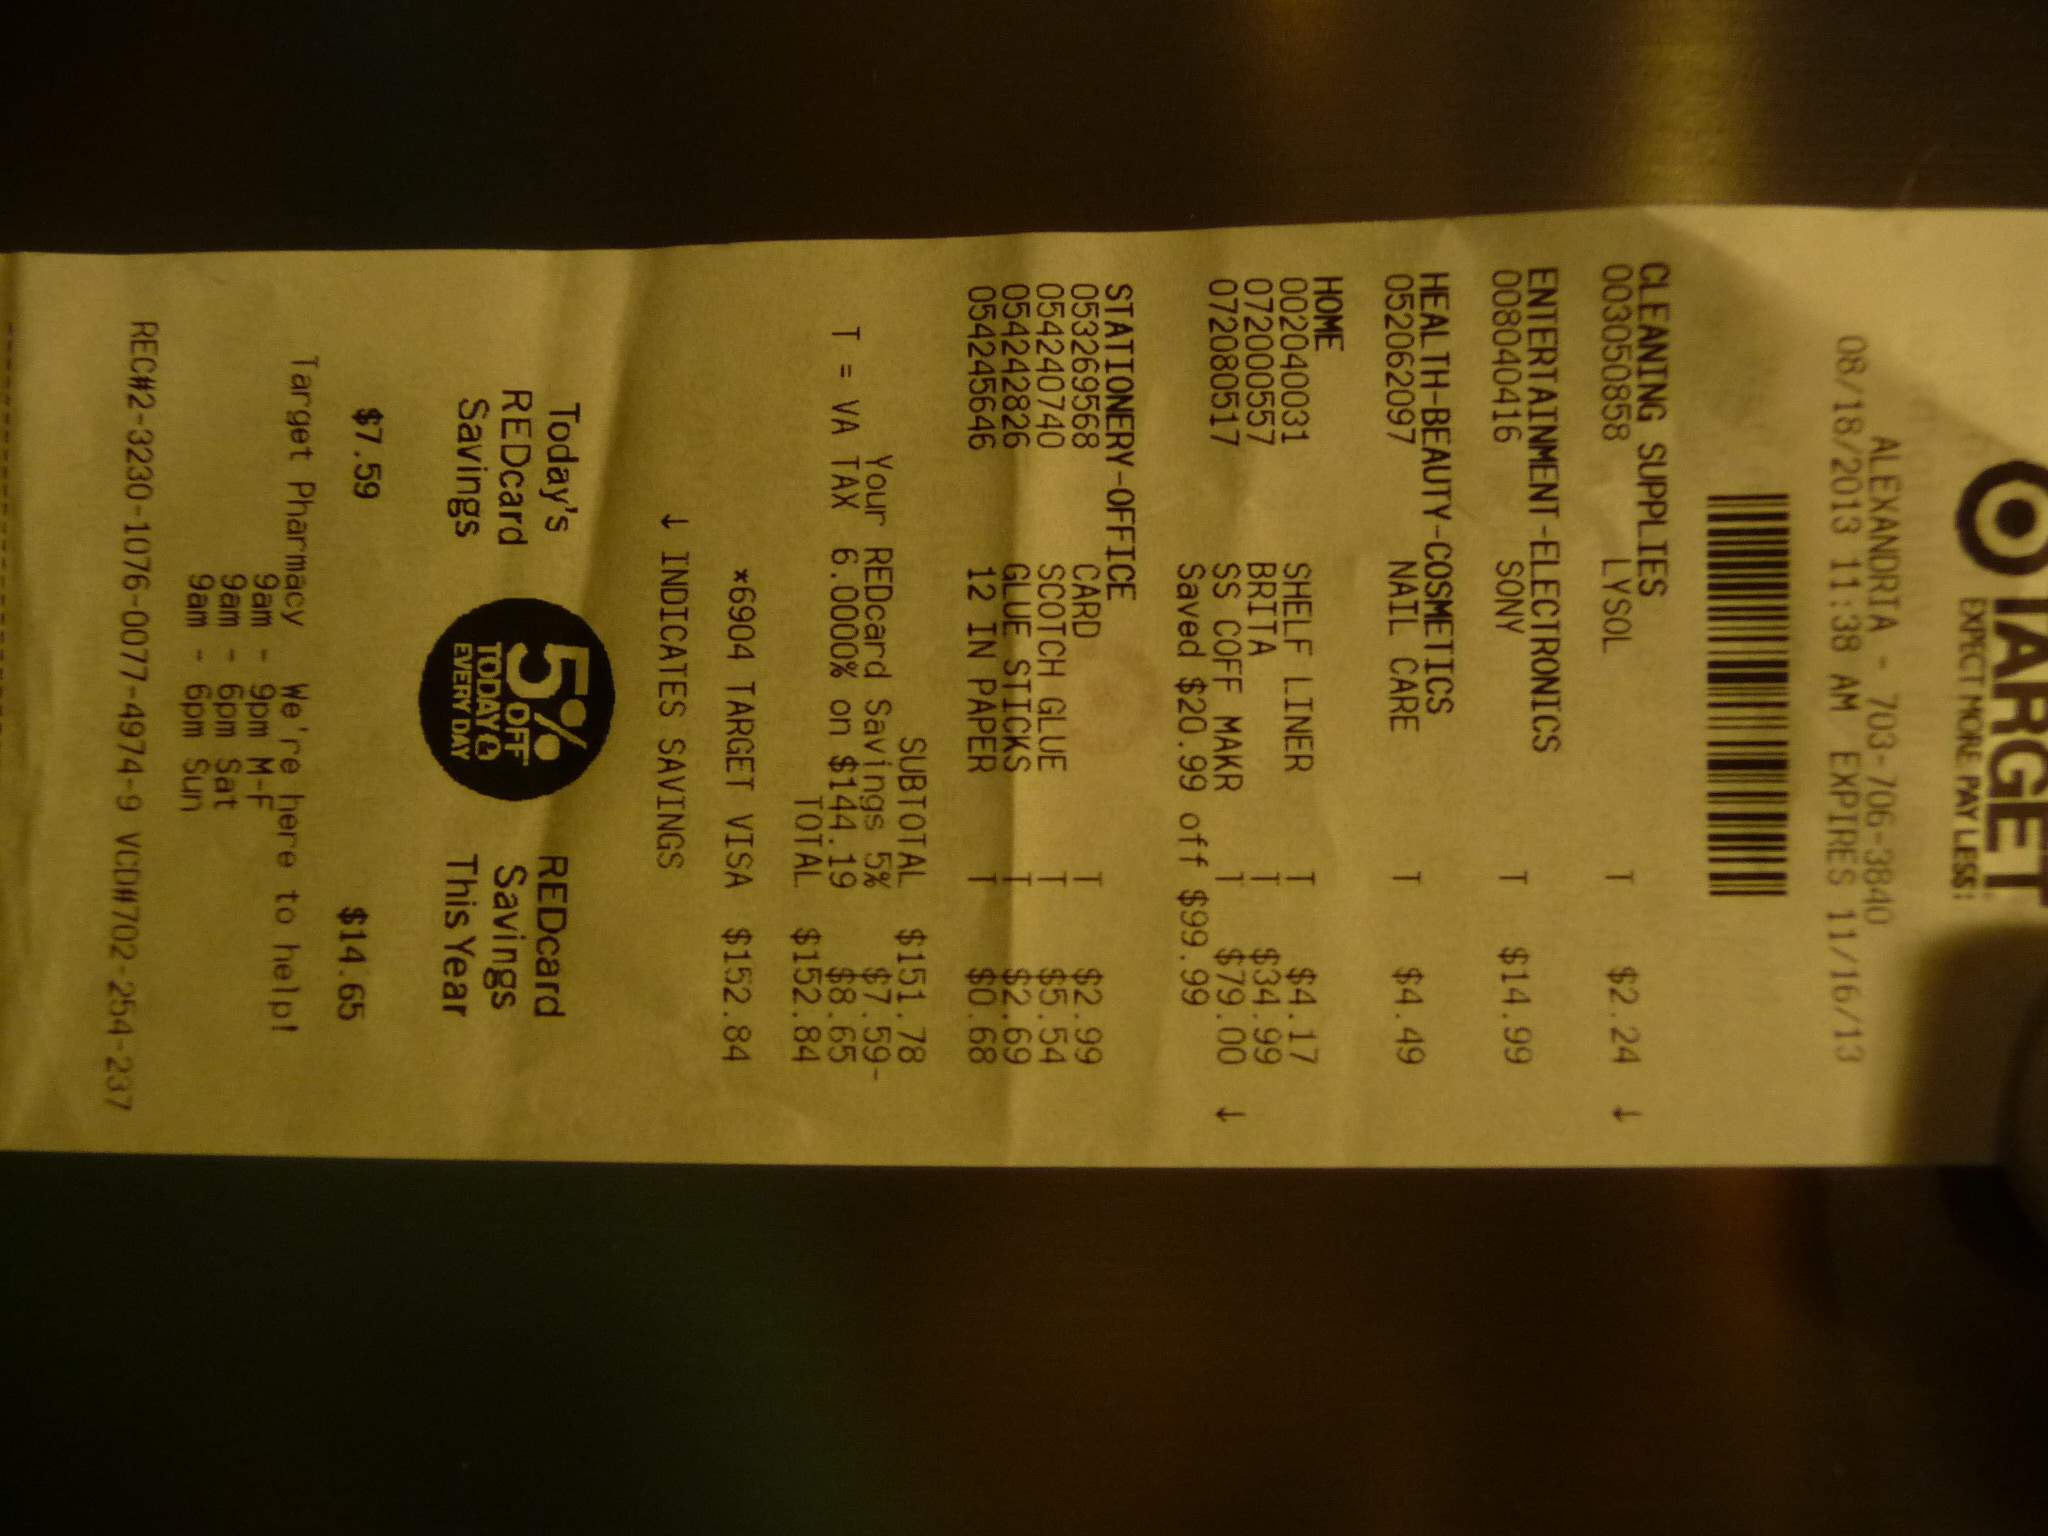 TARGET
EXPECT MORE. PAY LESS.
ALEXANDRIA - 703-706-3840
08/18/2013 11:38 AM EXPIRES 11/16/13
CLEANING SUPPLIES
003050858 LYSOL T $2.24 ↓
ENTERTAINMENT-ELECTRONICS
008040416 SONY T $14.99
HEALTH-BEAUTY-COSMETICS
052062097 NAIL CARE T $4.49
HOME
002040031 SHELF LINER T $4.17
072000557 BRITA T $34.99
072080517 SS COFF MAKR T $79.00 ↓
Saved $20.99 off $99.99
STATIONERY-OFFICE
053269568 CARD T $2.99
054240740 SCOTCH GLUE T $5.54
054242826 GLUE STICKS T $2.69
054245646 12 IN PAPER T $0.68
SUBTOTAL $151.78
Your REDcard Savings 5% $7.59-
T = VA TAX 6.0000% on $144.19 $8.65
TOTAL $152.84
*6904 TARGET VISA $152.84
↓ INDICATES SAVINGS
Today's
REDcard
Savings
5%
OFF
TODAY &
EVERY DAY
REDcard
Savings
This Year
$7.59 $14.65
Target Pharmacy We're here to help!
9am - 9pm M-F
9am - 6pm Sat
9am - 6pm Sun
REC#2-3230-1076-0077-4974-9 VCD#702-254-237